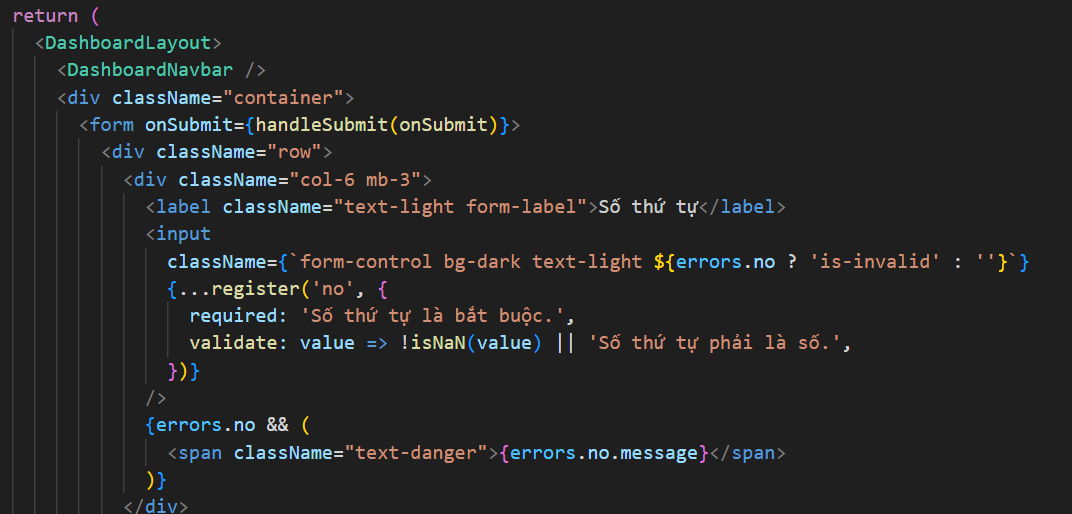 return (
<DashboardLayout>
<DashboardNavbar />
<div className="container">
<form onSubmit={handleSubmit(onSubmit)}>
<div className="row">
<div className="col-6 mb-3">
<label className="text-light form-label">Số thứ tự</label>
<input
className={`form-control bg-dark text-light ${errors.no ? 'is-invalid' : ''}`}
{...register('no', {
required: 'Số thứ tự là bắt buộc.',
validate: value => !isNaN(value) || 'Số thứ tự phải là số.',
})}
/>
{errors.no && (
<span className="text-danger">{errors.no.message}</span>
)}
</div>